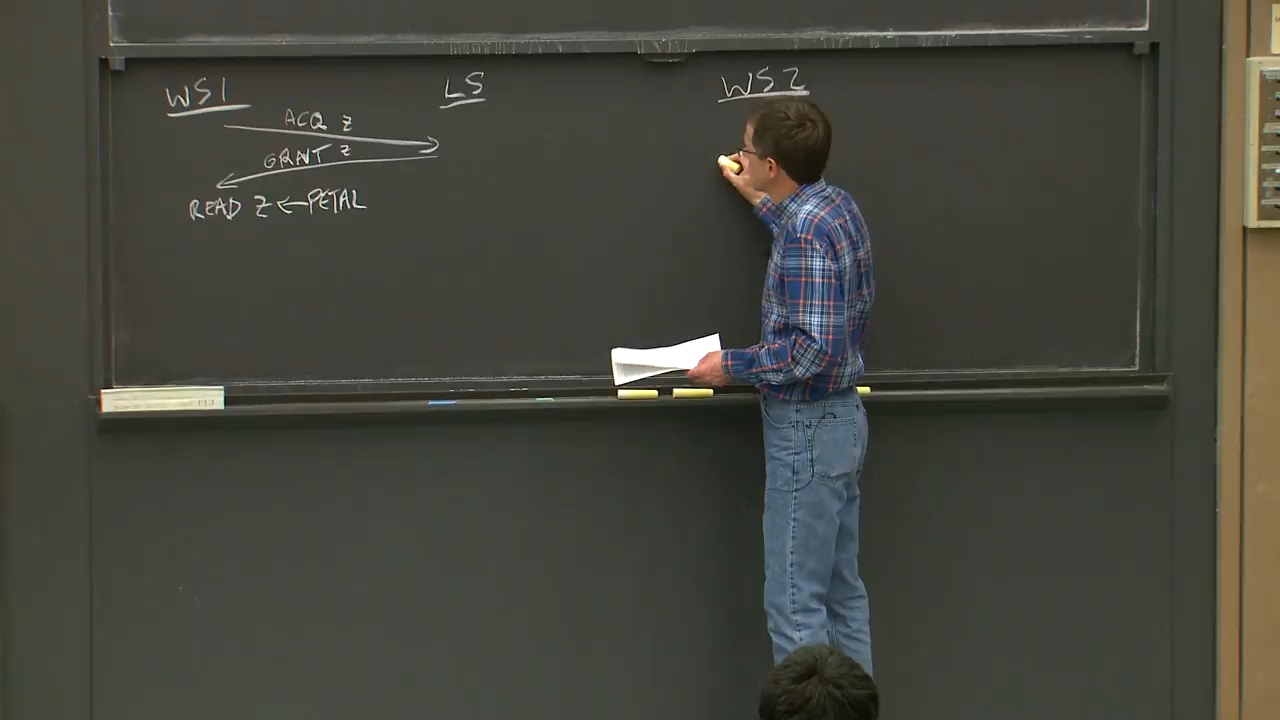 WS1 LS WS2
ACQ Z
GRANT Z
READ Z ← PETAL